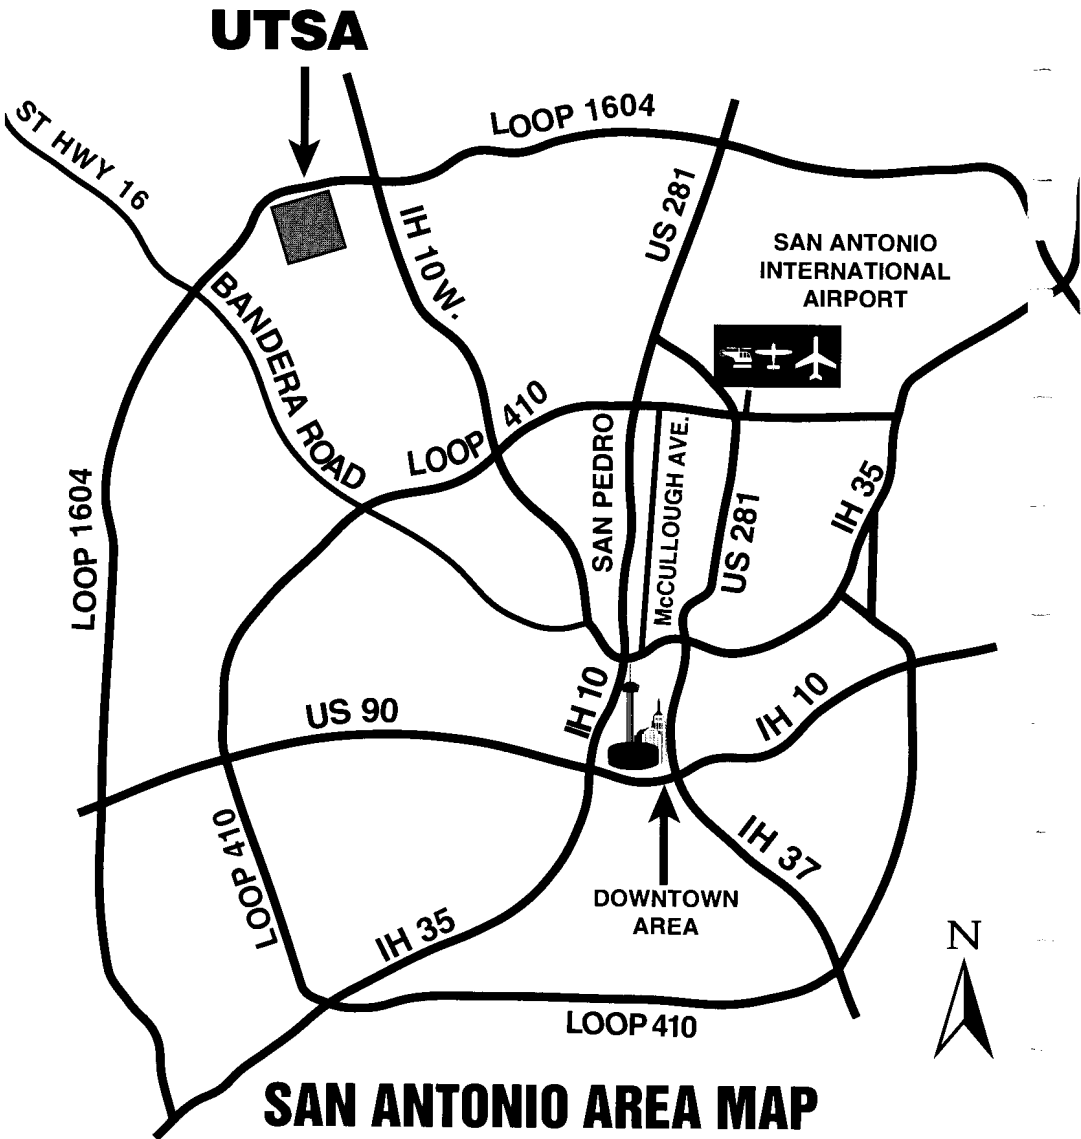 UTSA
LOOP 1604
ST HWY 16
US 281
IH 10W.
SAN ANTONIO
INTERNATIONAL
AIRPORT
BANDERA ROAD
LOOP 410
SAN PEDRO
McCULLOUGH AVE.
IH 35
US 281
LOOP 1604
IH 10
IH 10
US 90
LOOP 410
IH 37
DOWNTOWN
AREA
IH 35
N
LOOP 410
SAN ANTONIO AREA MAP